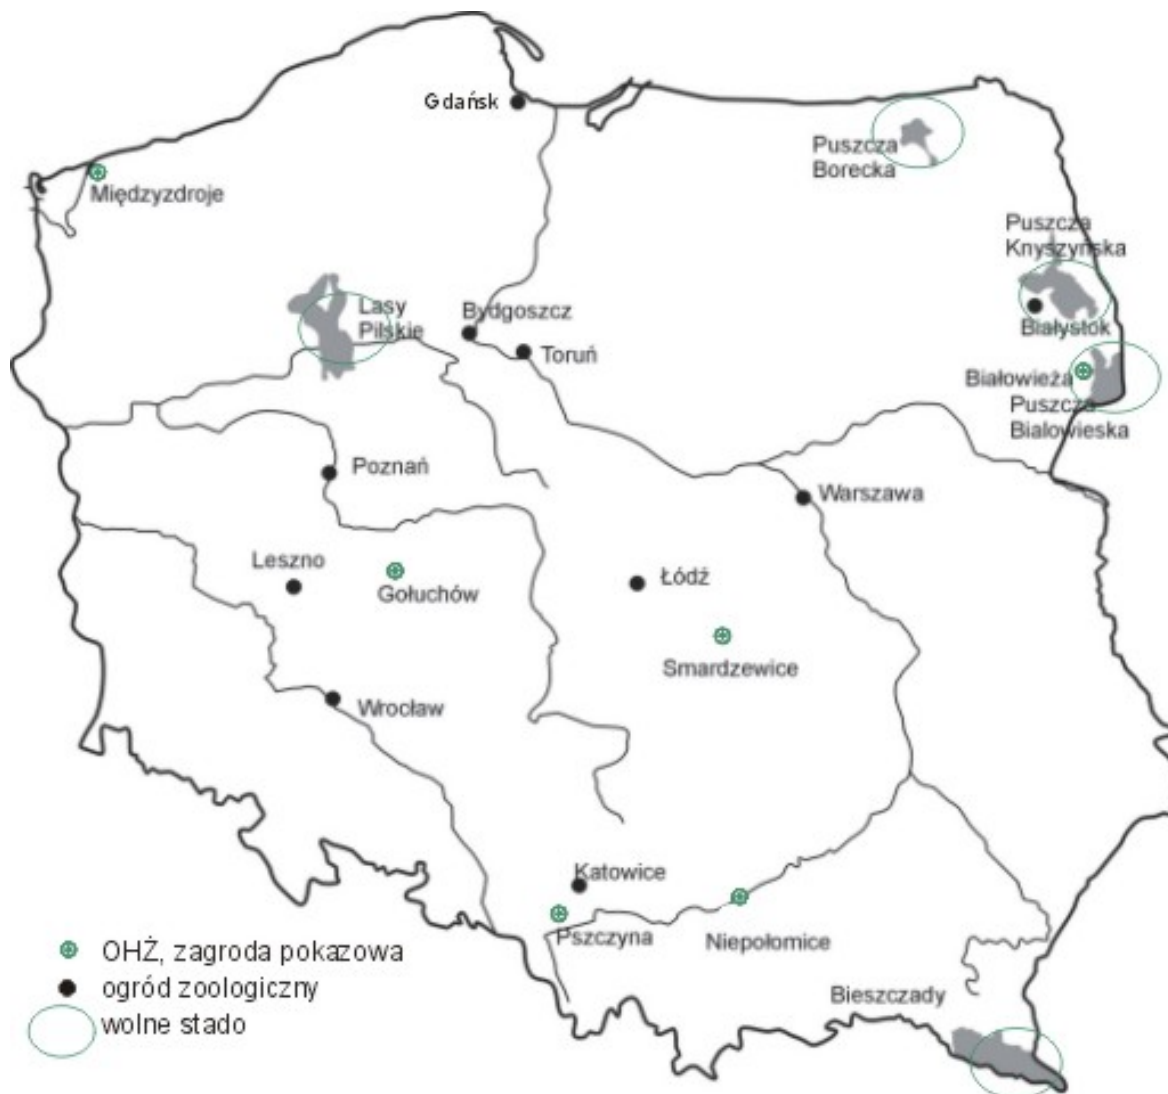 Gdańsk
Puszcza
Borecka
Międzyzdroje
Puszcza
Knyszyńska
Lasy
Pilskie
Bydgoszcz
Toruń
Białystok
Białowieża
Puszcza
Bialowieska
Poznań
Warszawa
Leszno
Gołuchów
Łódź
Smardzewice
Wrocław
Katowice
Pszczyna
Niepołomice
Bieszczady
OHŻ, zagroda pokazowa
ogród zoologiczny
wolne stado